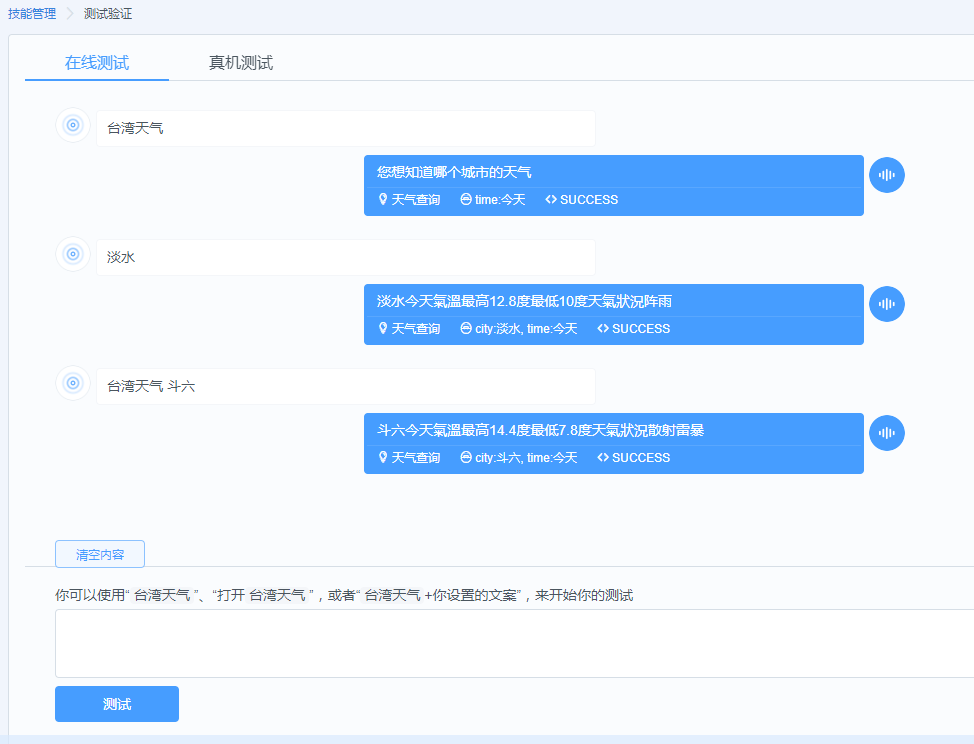 技能管理 测试验证
在线测试 真机测试
台湾天气
您想知道哪个城市的天气
天气查询 time:今天 SUCCESS
淡水
淡水今天氣溫最高12.8度最低10度天氣狀況阵雨
天气查询 city:淡水, time:今天 SUCCESS
台湾天气 斗六
斗六今天氣溫最高14.4度最低7.8度天氣狀況散射雷暴
天气查询 city:斗六, time:今天 SUCCESS
清空内容
你可以使用“ 台湾天气 ”、“打开 台湾天气 ”，或者“ 台湾天气 +你设置的文案”，来开始你的测试
测试